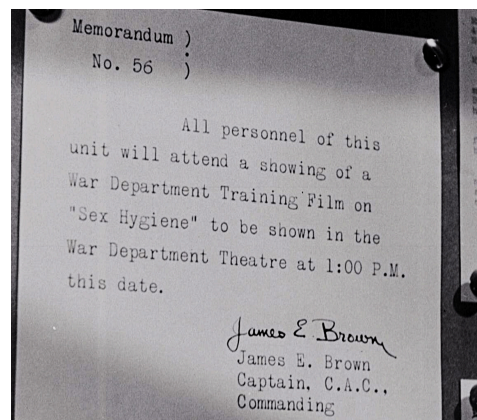 Memorandum )
:
No. 56 )
All personnel of this
unit will attend a showing of a
War Department Training Film on
"Sex Hygiene" to be shown in the
War Department Theatre at 1:00 P.M.
this date.
James E Brown
James E. Brown
Captain, C.A.C.,
Commanding